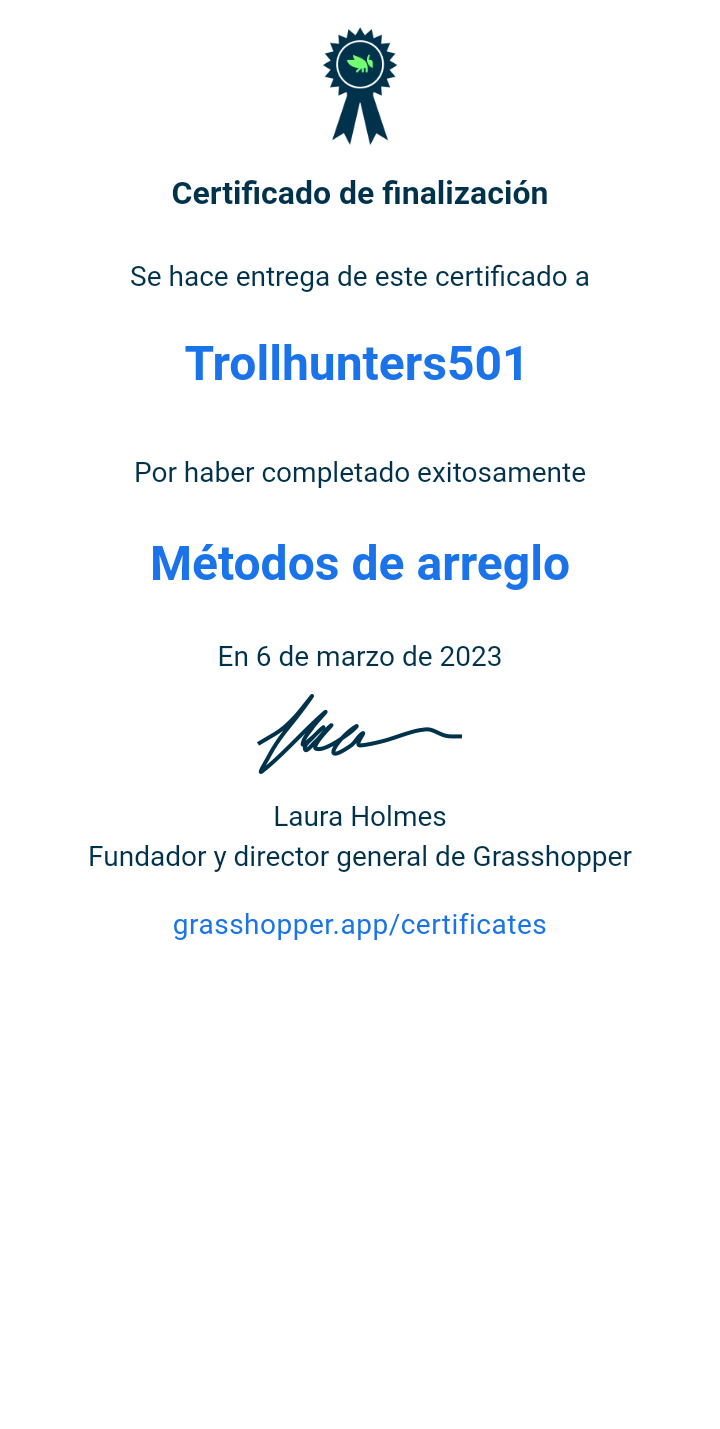 Certificado de finalización
Se hace entrega de este certificado a
Trollhunters501
Por haber completado exitosamente
Métodos de arreglo
En 6 de marzo de 2023
Laura Holmes
Fundador y director general de Grasshopper
grasshopper.app/certificates